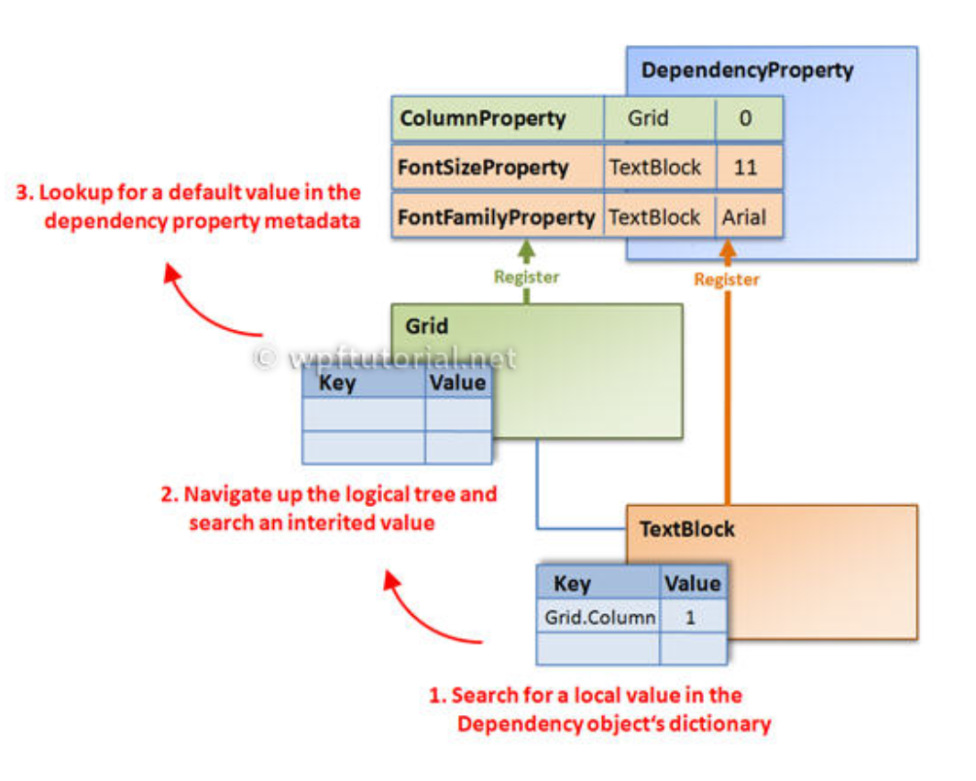 DependencyProperty
ColumnProperty Grid 0
FontSizeProperty TextBlock 11
FontFamilyProperty TextBlock Arial
3. Lookup for a default value in the
dependency property metadata
Register
Register
Grid
© wpftutorial.net
Key Value
2. Navigate up the logical tree and
search an interited value
TextBlock
Key Value
Grid.Column 1
1. Search for a local value in the
Dependency object's dictionary